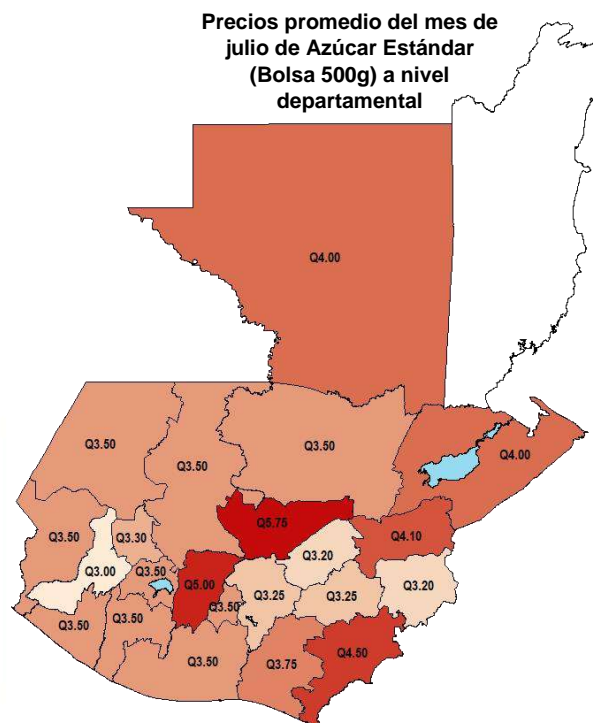 Precios promedio del mes de
julio de Azúcar Estándar
(Bolsa 500g) a nivel
departamental
Q4.00
Q3.50
Q3.50
Q3.50
Q4.00
Q5.75
Q4.10
Q3.50
Q3.30
Q3.20
Q3.00
Q3.50
Q5.00
Q3.50
Q3.25
Q3.25
Q3.20
Q3.50
Q3.50
Q3.50
Q3.75
Q4.50